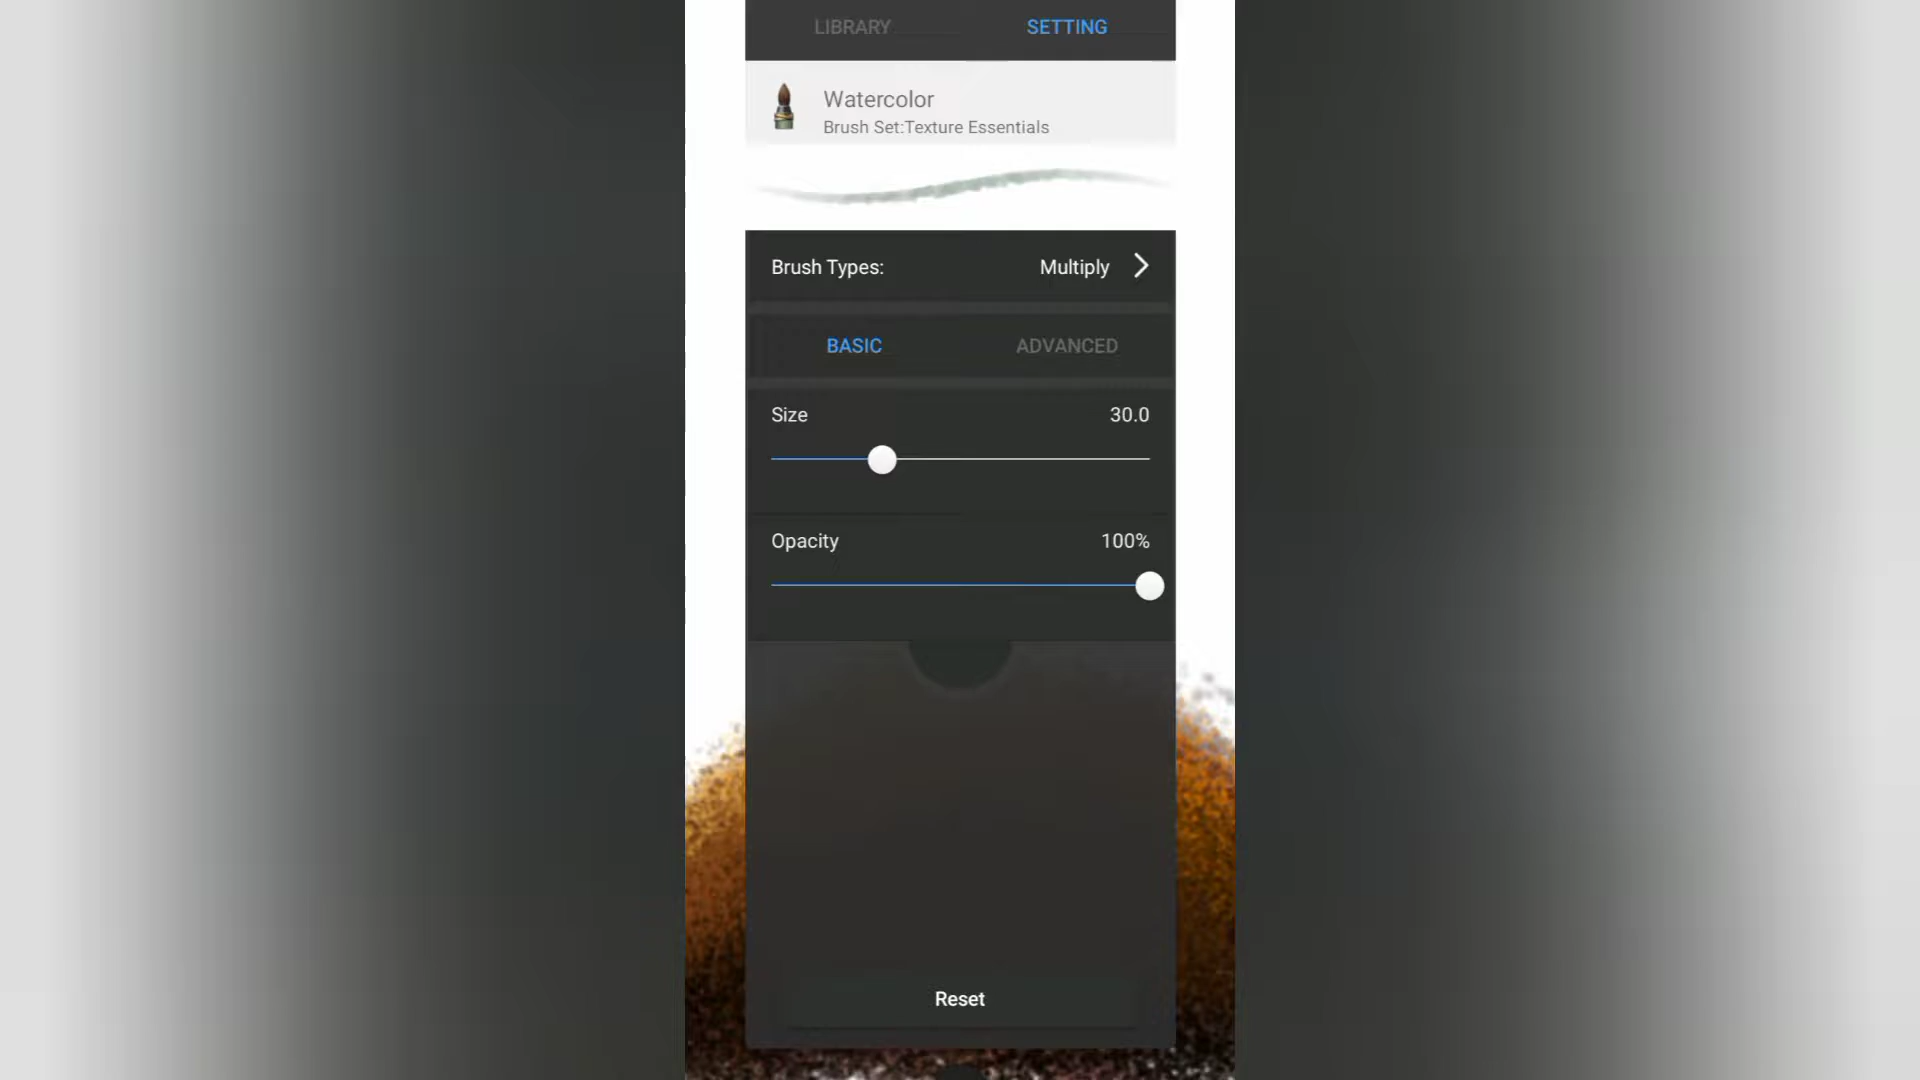 LIBRARY SETTING
Watercolor
Brush Set:Texture Essentials
Brush Types: Multiply
BASIC ADVANCED
Size 30.0
Opacity 100%
Reset